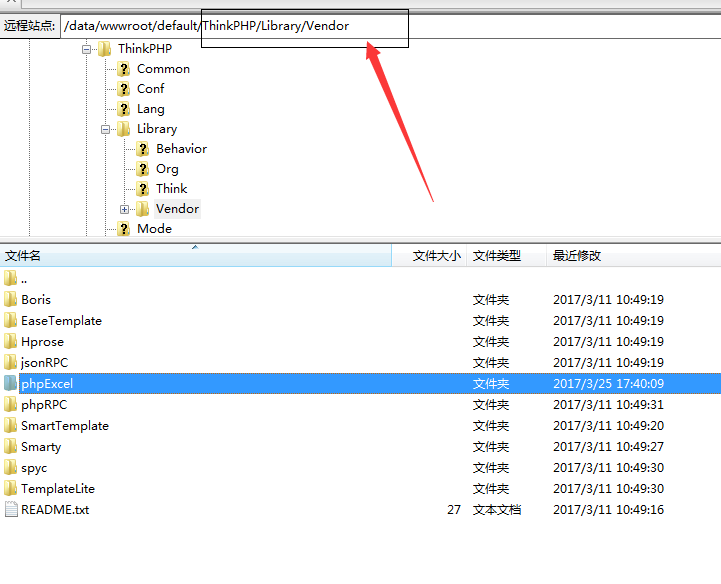 远程站点: /data/wwwroot/default/ThinkPHP/Library/Vendor
ThinkPHP
Common
Conf
Lang
Library
Behavior
Org
Think
Vendor
Mode
文件名 文件大小 文件类型 最近修改
..
Boris 文件夹 2017/3/11 10:49:19
EaseTemplate 文件夹 2017/3/11 10:49:19
Hprose 文件夹 2017/3/11 10:49:19
jsonRPC 文件夹 2017/3/11 10:49:19
phpExcel 文件夹 2017/3/25 17:40:09
phpRPC 文件夹 2017/3/11 10:49:31
SmartTemplate 文件夹 2017/3/11 10:49:20
Smarty 文件夹 2017/3/11 10:49:27
spyc 文件夹 2017/3/11 10:49:30
TemplateLite 文件夹 2017/3/11 10:49:30
README.txt 27 文本文档 2017/3/11 10:49:16